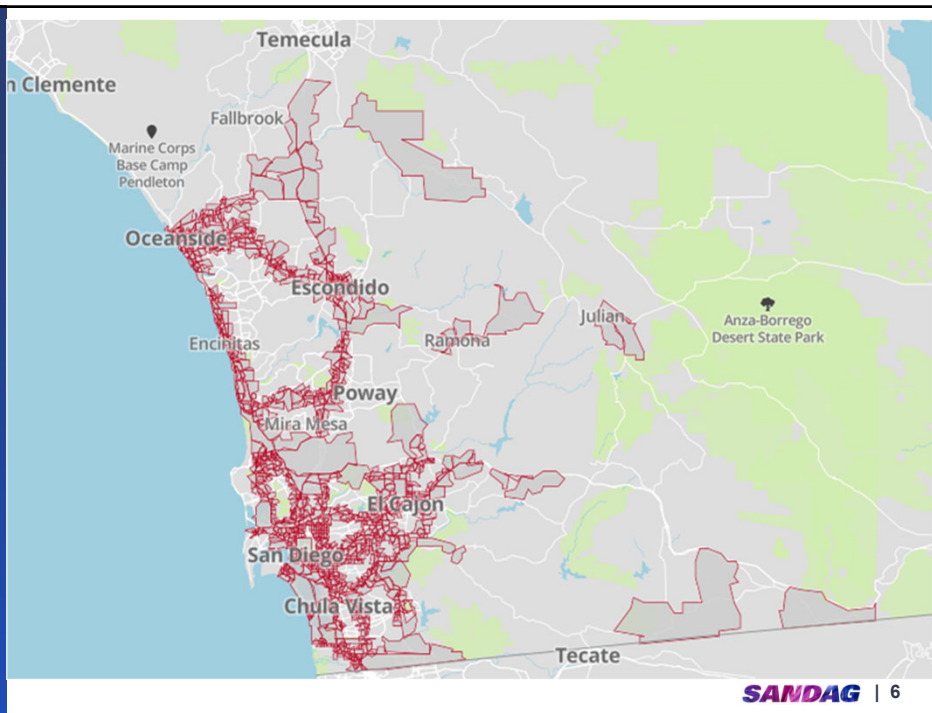 Temecula
n Clemente
Fallbrook
Marine Corps
Base Camp
Pendleton
Oceanside
Escondido
Julian
Anza-Borrego
Desert State Park
Encinitas
Ramona
Poway
Mira Mesa
El Cajon
San Diego
Chula Vista
Tecate
SANDAG | 6